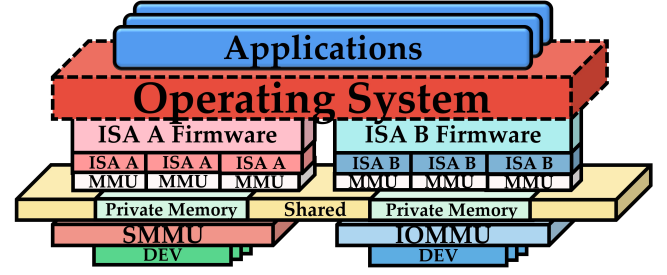 Applications
Operating System
ISA A Firmware
ISA B Firmware
ISA A ISA A ISA A
ISA B ISA B ISA B
MMU MMU MMU
MMU MMU MMU
Private Memory Shared Private Memory
SMMU
IOMMU
DEV
DEV